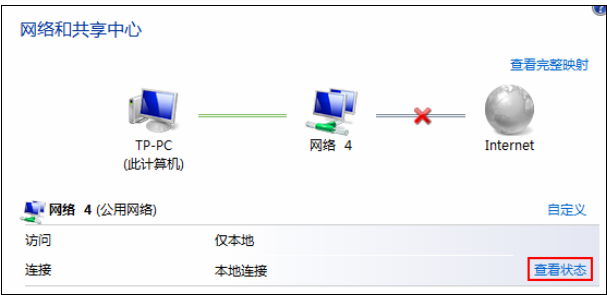 网络和共享中心
查看完整映射
TP-PC
(此计算机)
网络 4
Internet
网络 4 (公用网络)
自定义
访问
仅本地
连接
本地连接
查看状态